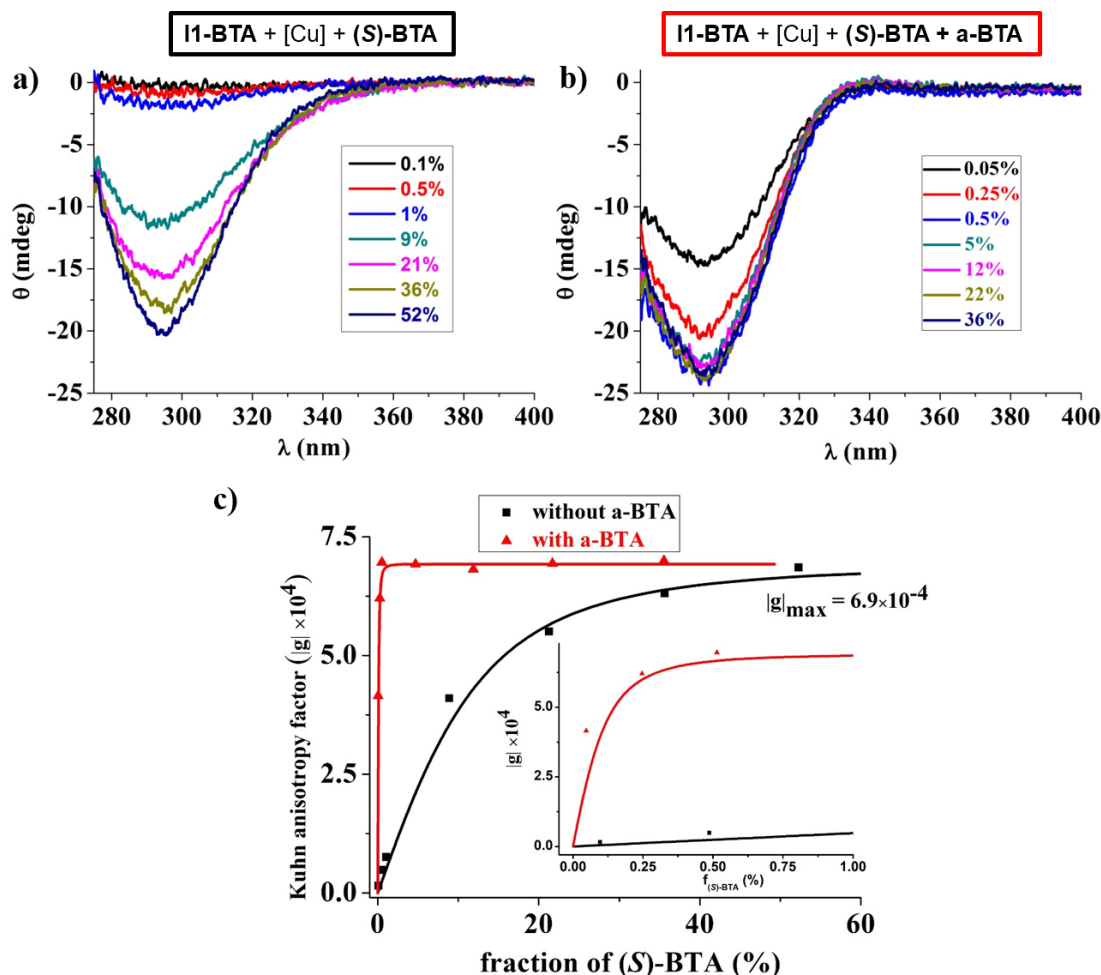 I1-BTA + [Cu] + (S)-BTA
I1-BTA + [Cu] + (S)-BTA + a-BTA
a)
0
-5
-10
-15
-20
-25
θ (mdeg)
0.1%
0.5%
1%
9%
21%
36%
52%
280 300 320 340 360 380 400
λ (nm)
b)
0
-5
-10
-15
-20
-25
θ (mdeg)
0.05%
0.25%
0.5%
5%
12%
22%
36%
280 300 320 340 360 380 400
λ (nm)
c)
without a-BTA
with a-BTA
7.5
5.0
2.5
0.0
Kuhn anisotropy factor (|g| ×10⁴)
|g|max = 6.9×10⁻⁴
5.0
2.5
0.0
|g| ×10⁴
0.00 0.25 0.50 0.75 1.00
f(S)-BTA (%)
0 20 40 60
fraction of (S)-BTA (%)